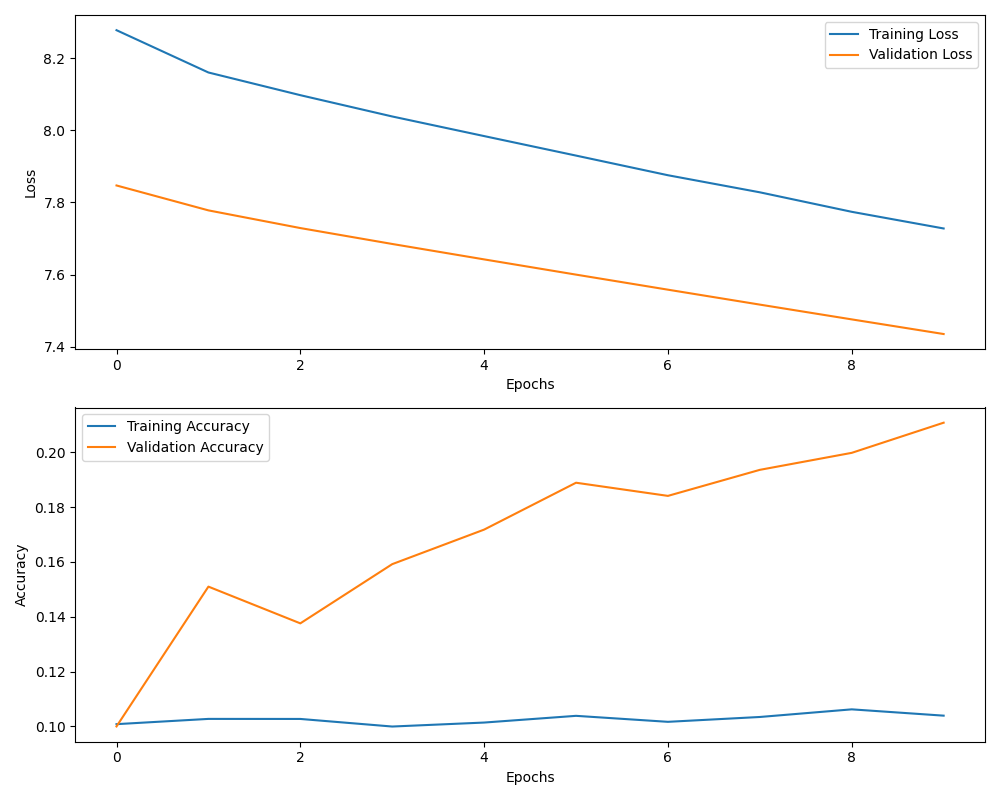 Training Loss
Validation Loss
8.2
8.0
7.8
7.6
7.4
Loss
0 2 4 6 8
Epochs
Training Accuracy
Validation Accuracy
0.20
0.18
0.16
0.14
0.12
0.10
Accuracy
0 2 4 6 8
Epochs